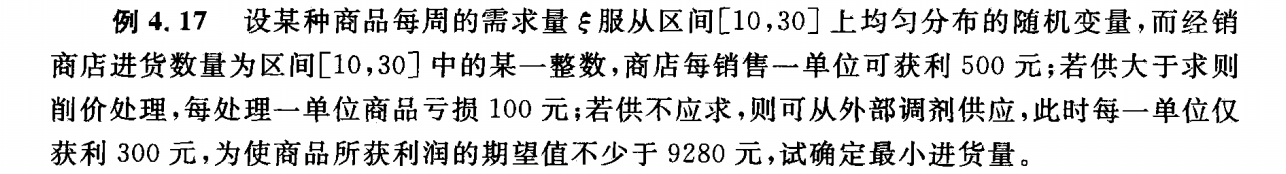 例 4.17 设某种商品每周的需求量 ξ 服从区间[10,30]上均匀分布的随机变量,而经销
商店进货数量为区间[10,30]中的某一整数,商店每销售一单位可获利 500 元;若供大于求则
削价处理,每处理一单位商品亏损 100 元;若供不应求,则可从外部调剂供应,此时每一单位仅
获利 300 元,为使商品所获利润的期望值不少于 9280 元,试确定最小进货量。